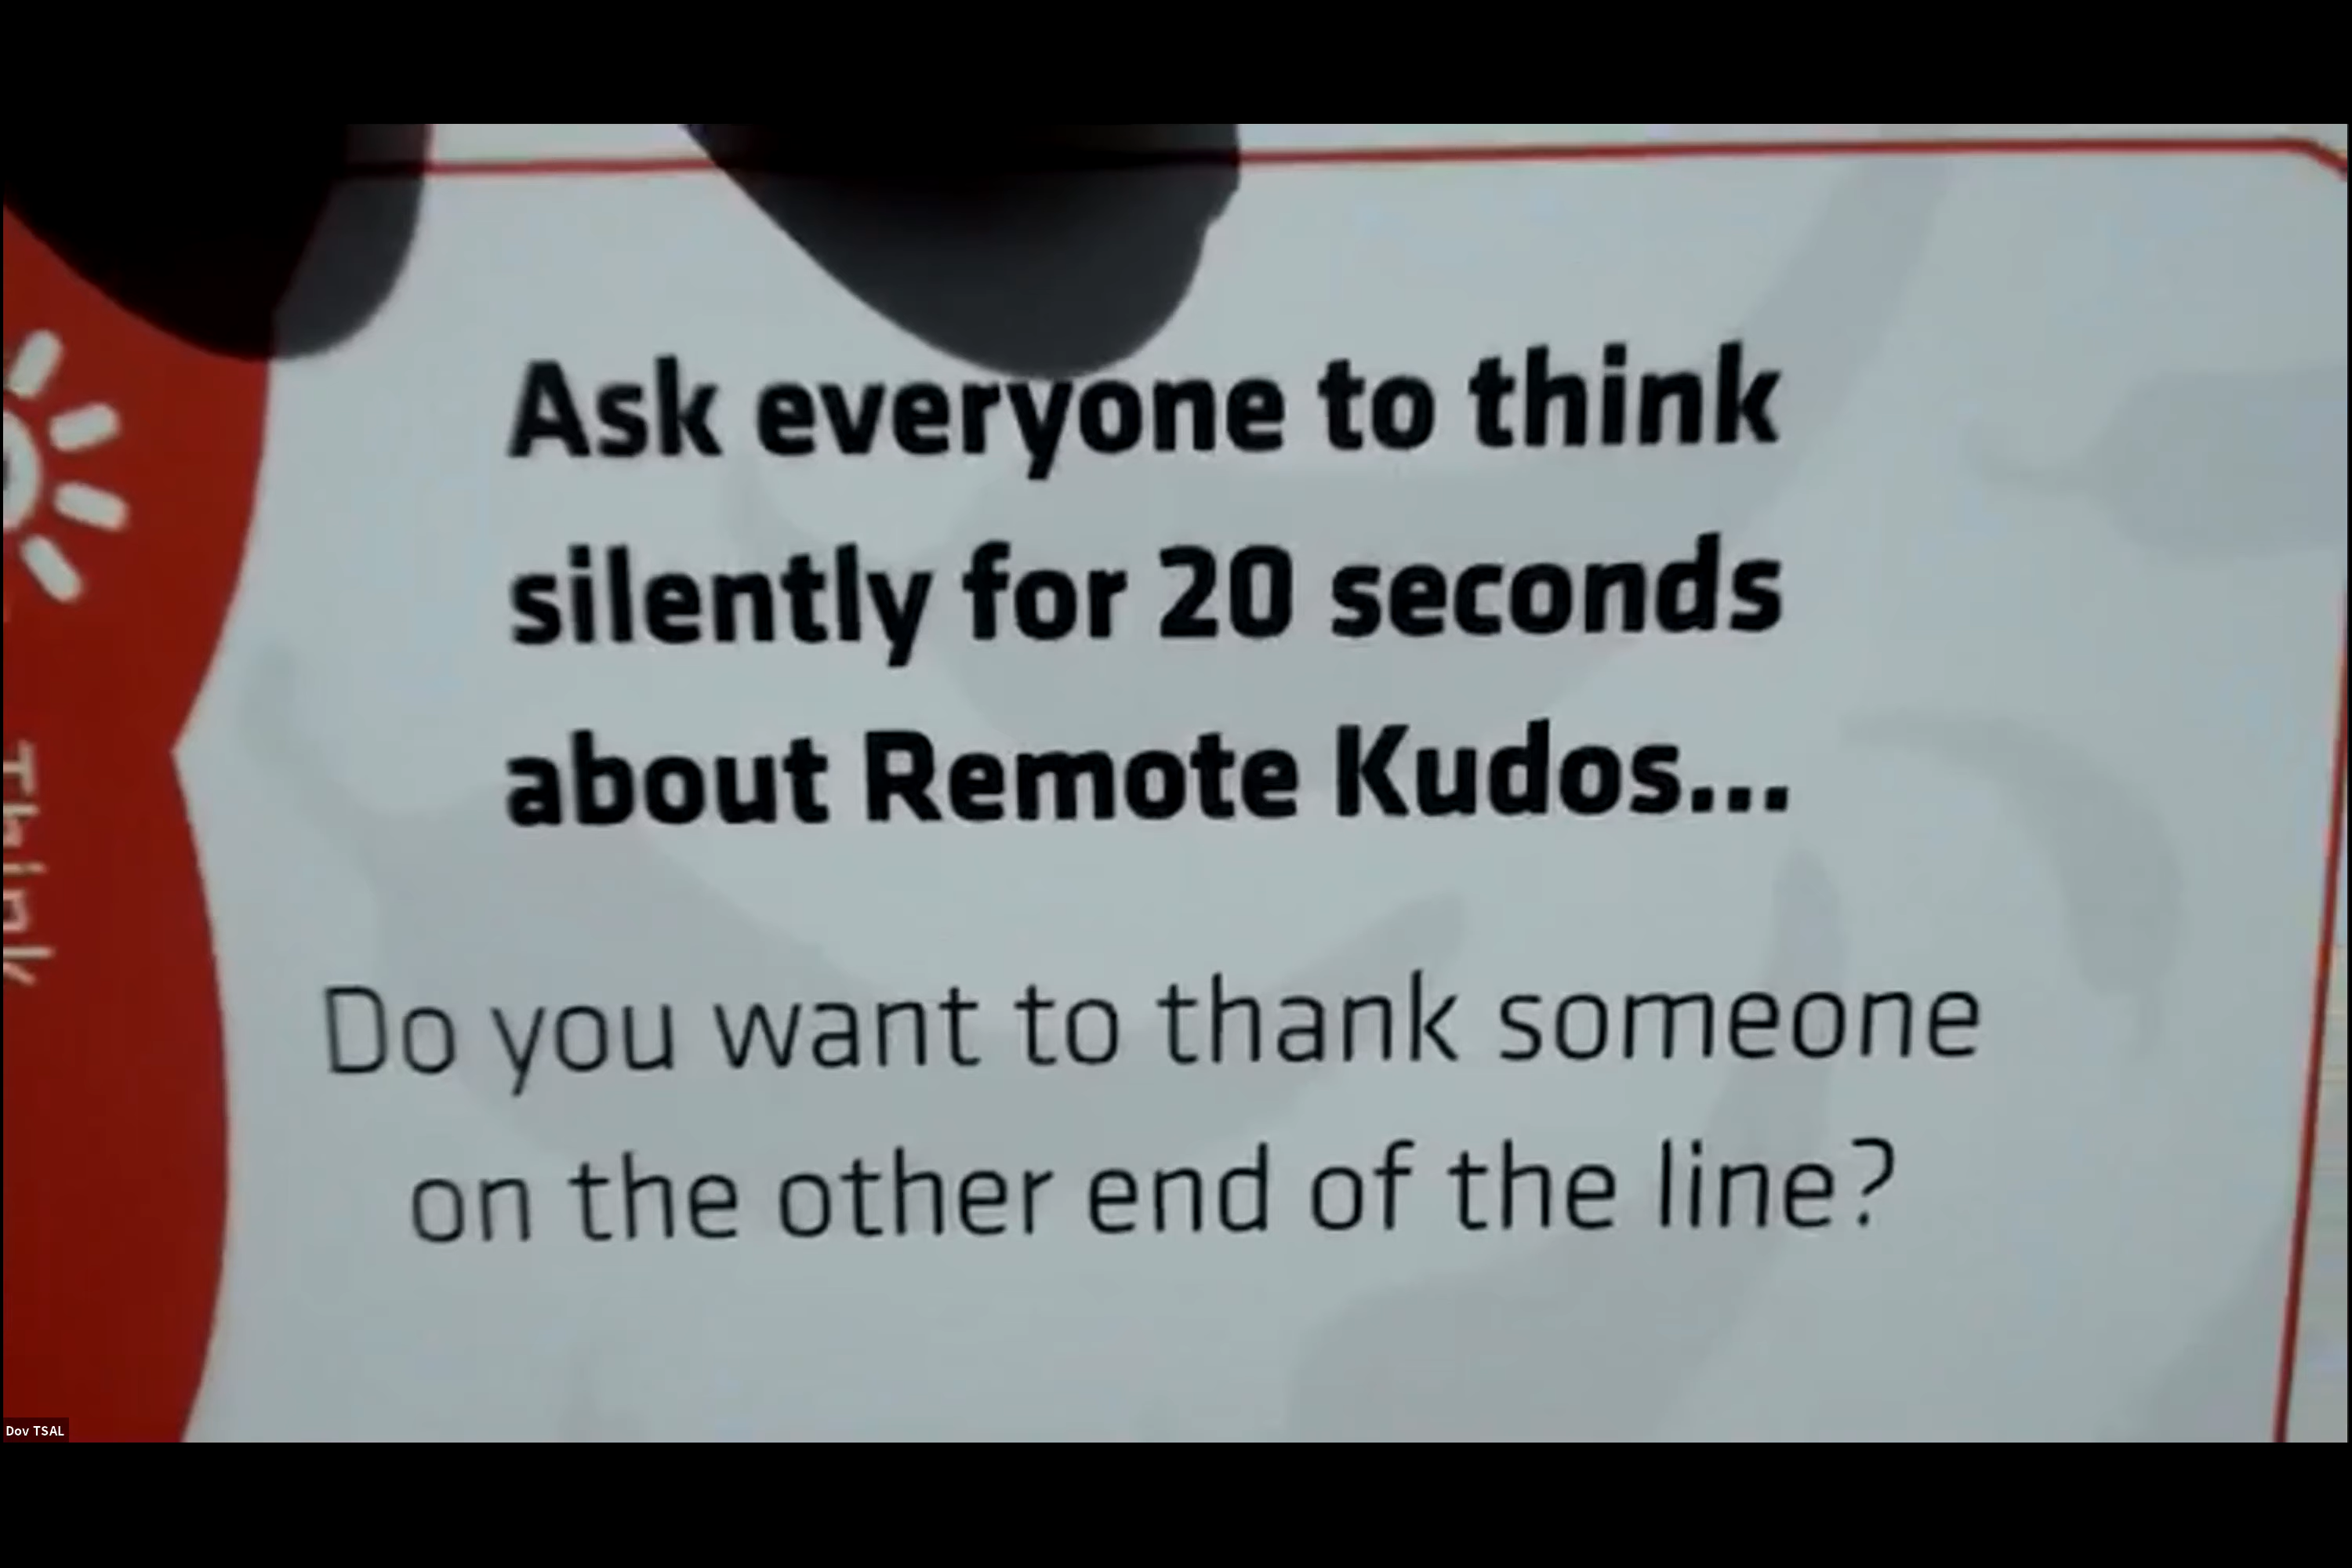 Ask everyone to think
silently for 20 seconds
about Remote Kudos...
Do you want to thank someone
on the other end of the line?
Think
Dov TSAL